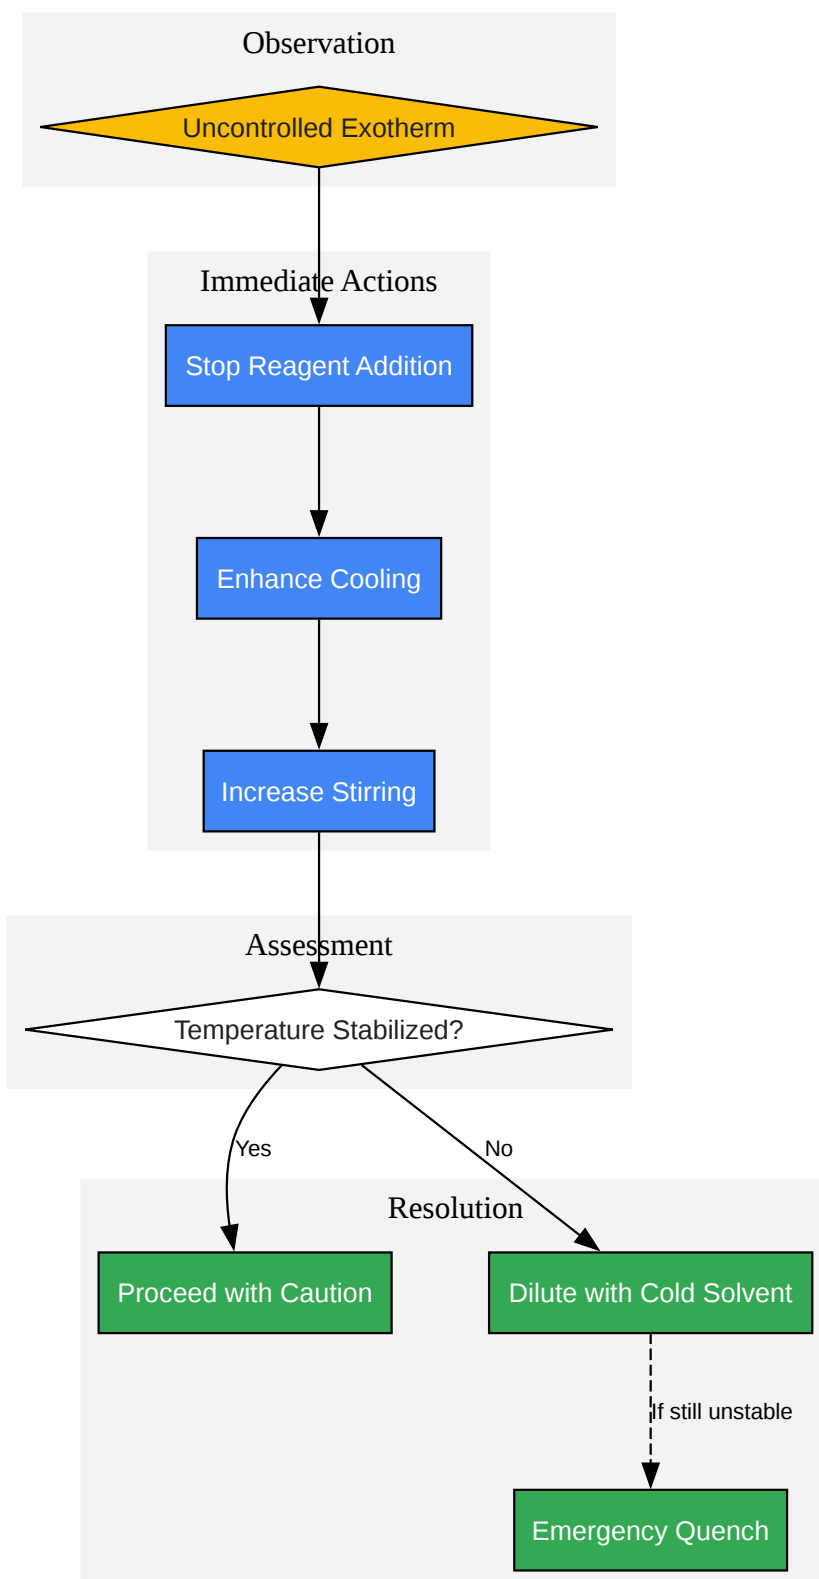 Observation
Uncontrolled Exotherm
Immediate Actions
Stop Reagent Addition
Enhance Cooling
Increase Stirring
Assessment
Temperature Stabilized?
Yes
No
Resolution
Proceed with Caution
Dilute with Cold Solvent
If still unstable
Emergency Quench